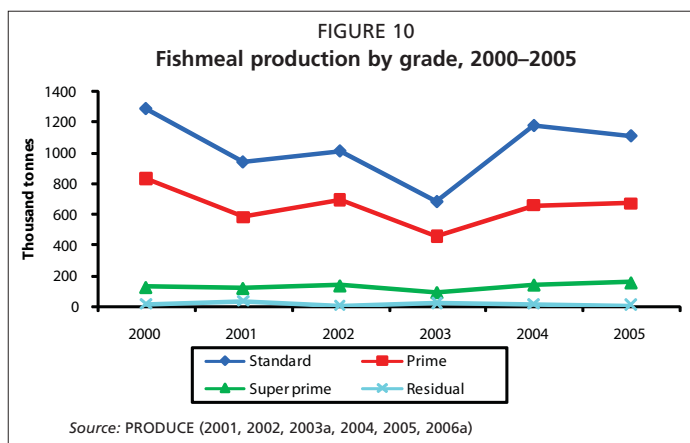 FIGURE 10
Fishmeal production by grade, 2000–2005
1400
1200
1000
800
600
400
200
0
Thousand tonnes
2000 2001 2002 2003 2004 2005
Standard Prime
Super prime Residual
Source: PRODUCE (2001, 2002, 2003a, 2004, 2005, 2006a)